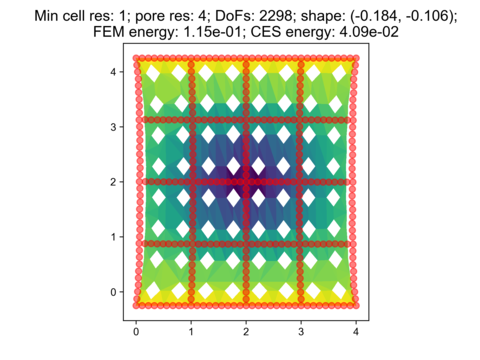 Min cell res: 1; pore res: 4; DoFs: 2298; shape: (-0.184, -0.106);
FEM energy: 1.15e-01; CES energy: 4.09e-02
4
3
2
1
0
0 1 2 3 4